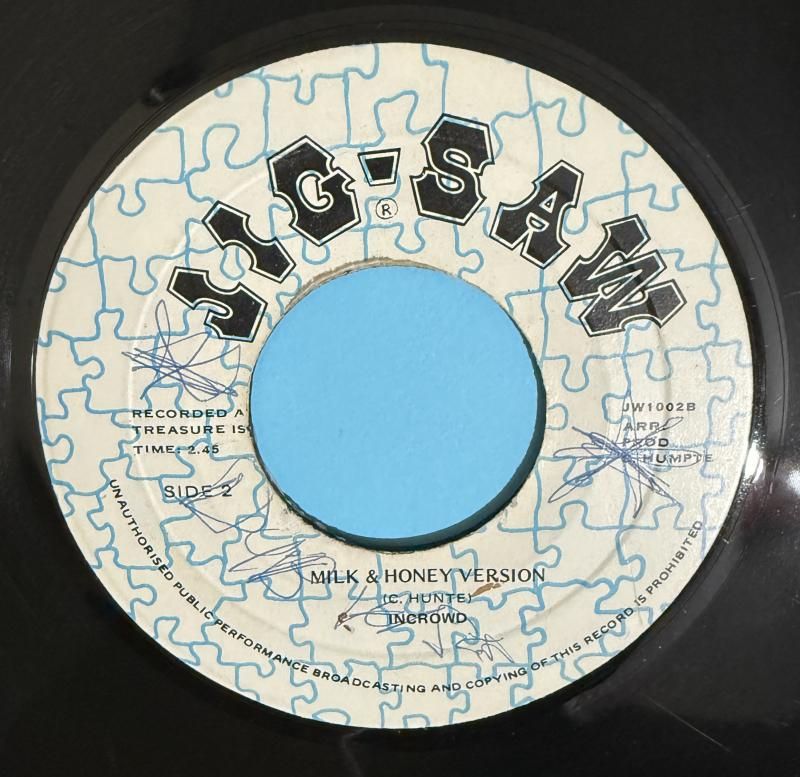 JIG-SAW
®
RECORDED A
TREASURE IS
TIME: 2.45
SIDE 2
JW1002B
ARR
PROD
HUMPTE
MILK & HONEY VERSION
(C. HUNTE)
INCROWD
UNAUTHORISED PUBLIC PERFORMANCE BROADCASTING AND COPYING OF THIS RECORD IS PROHIBITED